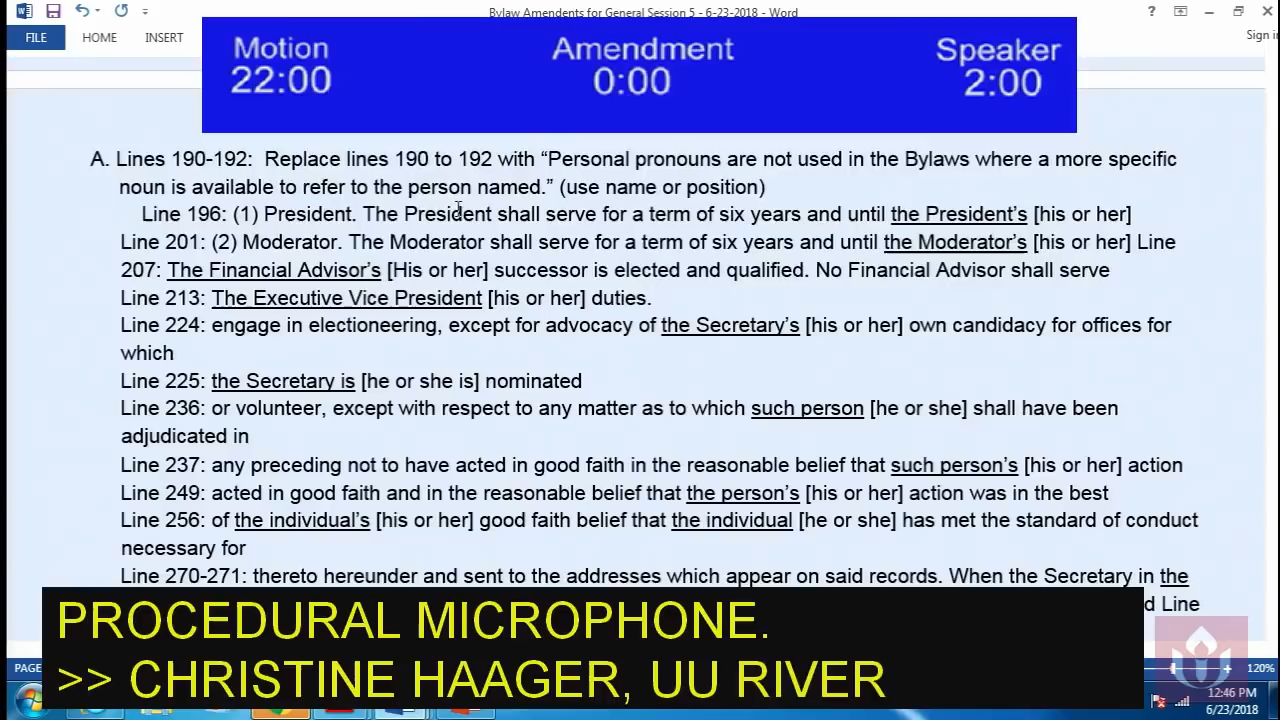 Bylaw Amendents for General Session 5 - 6-23-2018 - Word
FILE HOME INSERT
Sign in
Motion Amendment Speaker
22:00 0:00 2:00
A. Lines 190-192: Replace lines 190 to 192 with “Personal pronouns are not used in the Bylaws where a more specific
noun is available to refer to the person named.” (use name or position)
Line 196: (1) President. The President shall serve for a term of six years and until the President’s [his or her]
Line 201: (2) Moderator. The Moderator shall serve for a term of six years and until the Moderator’s [his or her] Line
207: The Financial Advisor’s [His or her] successor is elected and qualified. No Financial Advisor shall serve
Line 213: The Executive Vice President [his or her] duties.
Line 224: engage in electioneering, except for advocacy of the Secretary’s [his or her] own candidacy for offices for
which
Line 225: the Secretary is [he or she is] nominated
Line 236: or volunteer, except with respect to any matter as to which such person [he or she] shall have been
adjudicated in
Line 237: any preceding not to have acted in good faith in the reasonable belief that such person’s [his or her] action
Line 249: acted in good faith and in the reasonable belief that the person’s [his or her] action was in the best
Line 256: of the individual’s [his or her] good faith belief that the individual [he or she] has met the standard of conduct
necessary for
Line 270-271: thereto hereunder and sent to the addresses which appear on said records. When the Secretary in the
Line
PROCEDURAL MICROPHONE.
>> CHRISTINE HAAGER, UU RIVER
PAGE
120%
12:46 PM
6/23/2018